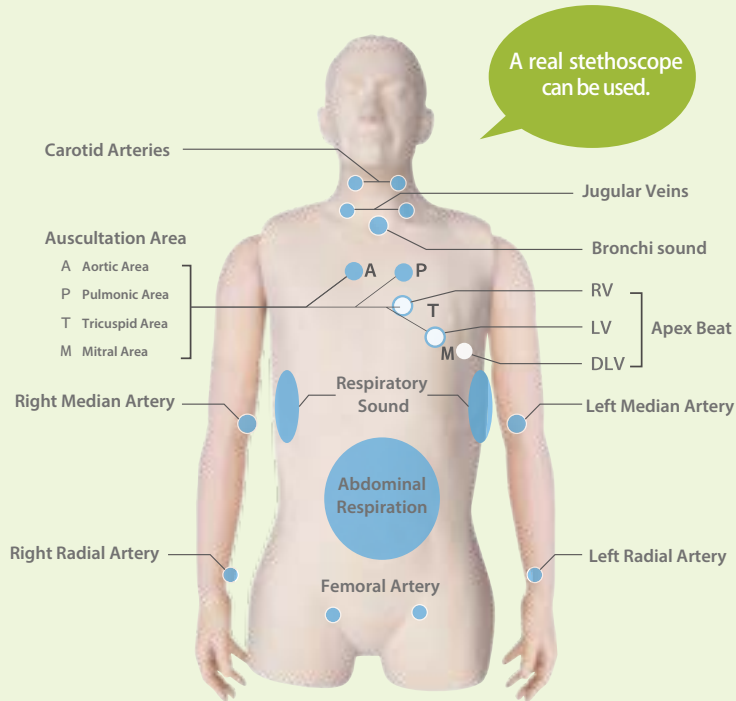 A real stethoscope
can be used.
Carotid Arteries
Jugular Veins
Auscultation Area
Bronchi sound
A Aortic Area
P Pulmonic Area
T Tricuspid Area
M Mitral Area
A
P
T
M
RV
LV
DLV
Apex Beat
Respiratory
Sound
Right Median Artery
Left Median Artery
Abdominal
Respiration
Right Radial Artery
Left Radial Artery
Femoral Artery